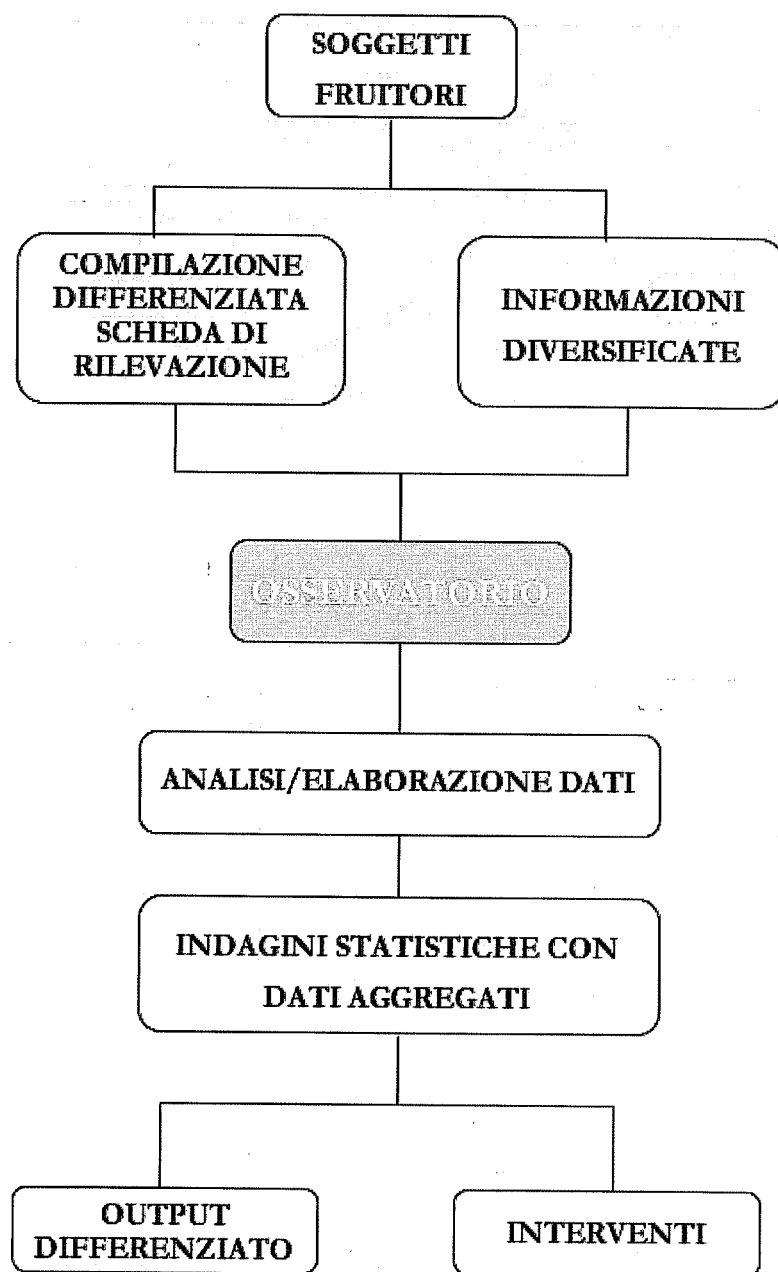 SOGGETTI
FRUITORI
COMPILAZIONE
DIFFERENZIATA
SCHEDA DI
RILEVAZIONE
INFORMAZIONI
DIVERSIFICATE
OSSERVATORIO
ANALISI/ELABORAZIONE DATI
INDAGINI STATISTICHE CON
DATI AGGREGATI
OUTPUT
DIFFERENZIATO
INTERVENTI